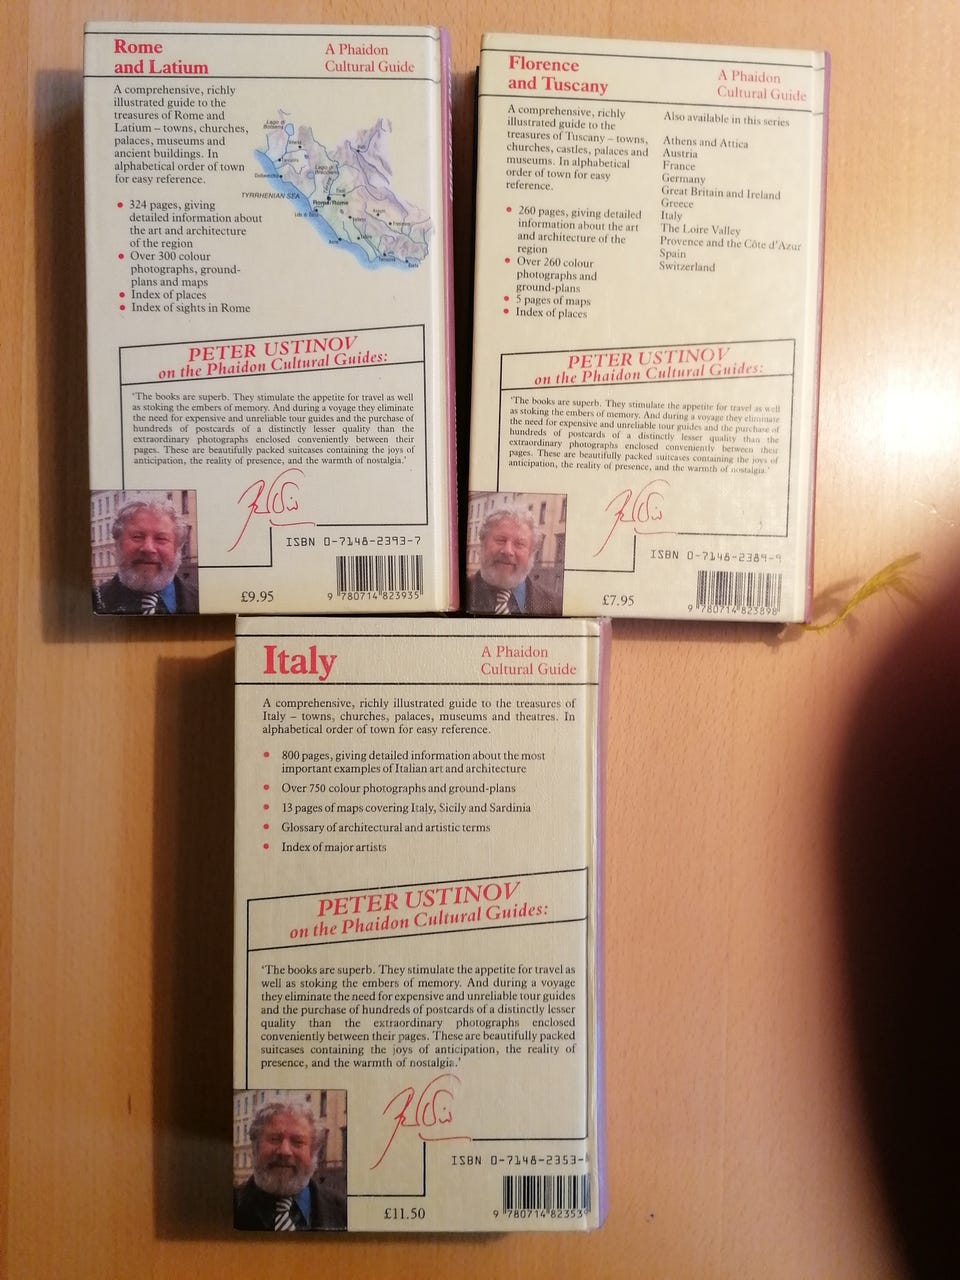 Rome
and Latium
A Phaidon
Cultural Guide
A comprehensive, richly
illustrated guide to the
treasures of Rome and
Latium – towns, churches,
palaces, museums and
ancient buildings. In
alphabetical order of town
for easy reference.
• 324 pages, giving
detailed information about
the art and architecture
of the region
• Over 300 colour
photographs, ground-
plans and maps
• Index of places
• Index of sights in Rome
Lago di
Bolsena
Lago di
Bracciano
TYRRHENIAN SEA
Roma/Rome
PETER USTINOV
on the Phaidon Cultural Guides:
'The books are superb. They stimulate the appetite for travel as well
as stoking the embers of memory. And during a voyage they eliminate
the need for expensive and unreliable tour guides and the purchase of
hundreds of postcards of a distinctly lesser quality than the
extraordinary photographs enclosed conveniently between their
pages. These are beautifully packed suitcases containing the joys of
anticipation, the reality of presence, and the warmth of nostalgia.'
ISBN 0-7148-2393-7
£9.95
9 780714 823935
Florence
and Tuscany
A Phaidon
Cultural Guide
A comprehensive, richly
illustrated guide to the
treasures of Tuscany – towns,
churches, castles, palaces and
museums. In alphabetical
order of town for easy
reference.
• 260 pages, giving detailed
information about the art
and architecture of the
region
• Over 260 colour
photographs and
ground-plans
• 5 pages of maps
• Index of places
Also available in this series
Athens and Attica
Austria
France
Germany
Great Britain and Ireland
Greece
Italy
The Loire Valley
Provence and the Côte d'Azur
Spain
Switzerland
PETER USTINOV
on the Phaidon Cultural Guides:
'The books are superb. They stimulate the appetite for travel as well
as stoking the embers of memory. And during a voyage they eliminate
the need for expensive and unreliable tour guides and the purchase of
hundreds of postcards of a distinctly lesser quality than the
extraordinary photographs enclosed conveniently between their
pages. These are beautifully packed suitcases containing the joys of
anticipation, the reality of presence, and the warmth of nostalgia.'
ISBN 0-7148-2389-9
£7.95
9 780714 823898
Italy
A Phaidon
Cultural Guide
A comprehensive, richly illustrated guide to the treasures of
Italy – towns, churches, palaces, museums and theatres. In
alphabetical order of town for easy reference.
• 800 pages, giving detailed information about the most
important examples of Italian art and architecture
• Over 750 colour photographs and ground-plans
• 13 pages of maps covering Italy, Sicily and Sardinia
• Glossary of architectural and artistic terms
• Index of major artists
PETER USTINOV
on the Phaidon Cultural Guides:
'The books are superb. They stimulate the appetite for travel as
well as stoking the embers of memory. And during a voyage
they eliminate the need for expensive and unreliable tour guides
and the purchase of hundreds of postcards of a distinctly lesser
quality than the extraordinary photographs enclosed
conveniently between their pages. These are beautifully packed
suitcases containing the joys of anticipation, the reality of
presence, and the warmth of nostalgia.'
ISBN 0-7148-2353-
£11.50
9 780714 82353